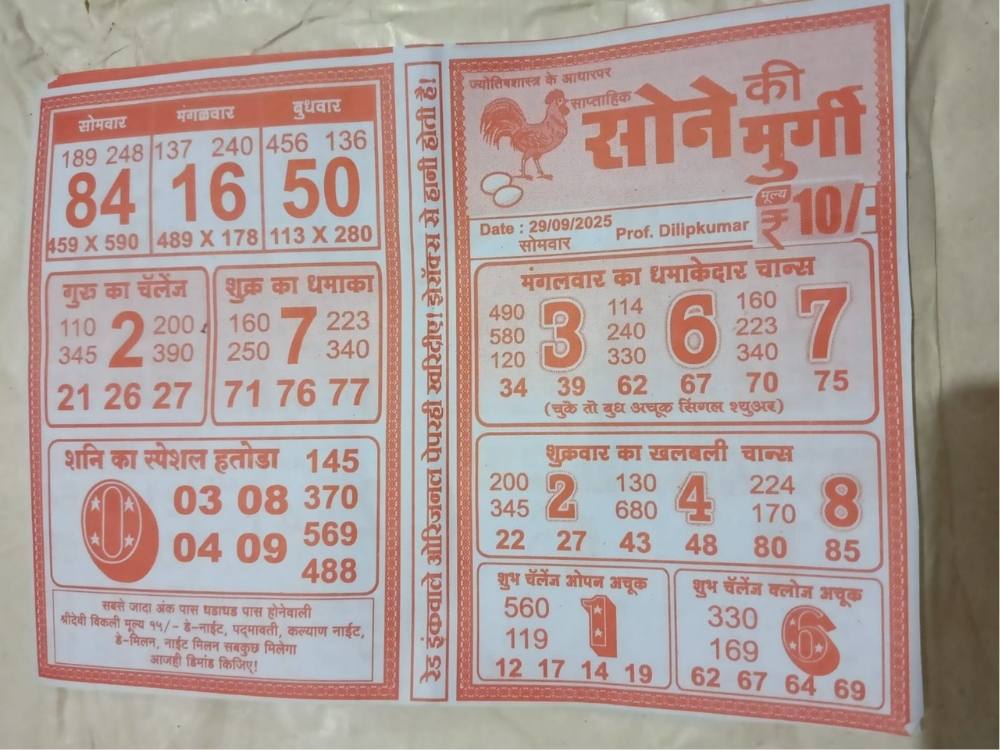 सोमवार मंगळवार बुधवार
189 248 137 240 456 136
84 16 50
459 X 590 489 X 178 113 X 280
गुरु का चॅलेंज
110 2 200
345 390
21 26 27
शुक्र का धमाका
160 7 223
250 340
71 76 77
शनि का स्पेशल हतोडा 145
0 03 08 370
04 09 569
488
सबसे जादा अंक पास धडाधड पास होनेवाली
श्रीदेवी विकली मूल्य १५/- डे-नाईट, पद्मावती, कल्याण नाईट,
डे-मिलन, नाईट मिलन सबकुछ मिलेगा
आजही डिमांड किजिए!
रेड इंकवाले ओरिजनल पेपरही खरिदीए! झेरॉक्स से हानी होती है!
ज्योतिषशास्त्र के आधारपर
साप्ताहिक
सोने की मुर्गी
मूल्य
₹ 10/-
Date : 29/09/2025
सोमवार
Prof. Dilipkumar
मंगलवार का धमाकेदार चान्स
490 3 114 6 160 7
580 240 223
120 330 340
34 39 62 67 70 75
(चुके तो बुध अचूक सिंगल श्युअर)
शुक्रवार का खलबली चान्स
200 2 130 4 224 8
345 680 170
22 27 43 48 80 85
शुभ चॅलेंज ओपन अचूक
560 1
119
12 17 14 19
शुभ चॅलेंज क्लोज अचूक
330 6
169
62 67 64 69